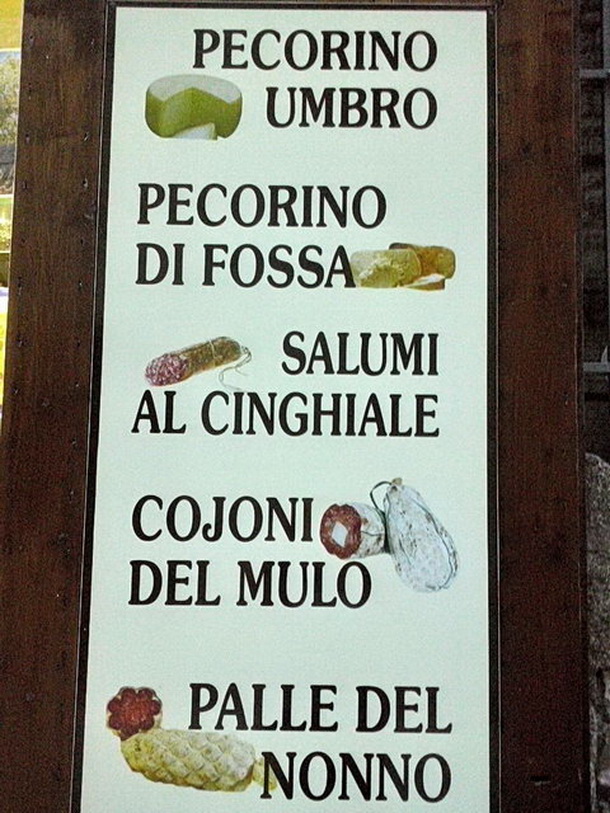 PECORINO
UMBRO
PECORINO
DI FOSSA
SALUMI
AL CINGHIALE
COJONI
DEL MULO
PALLE DEL
NONNO